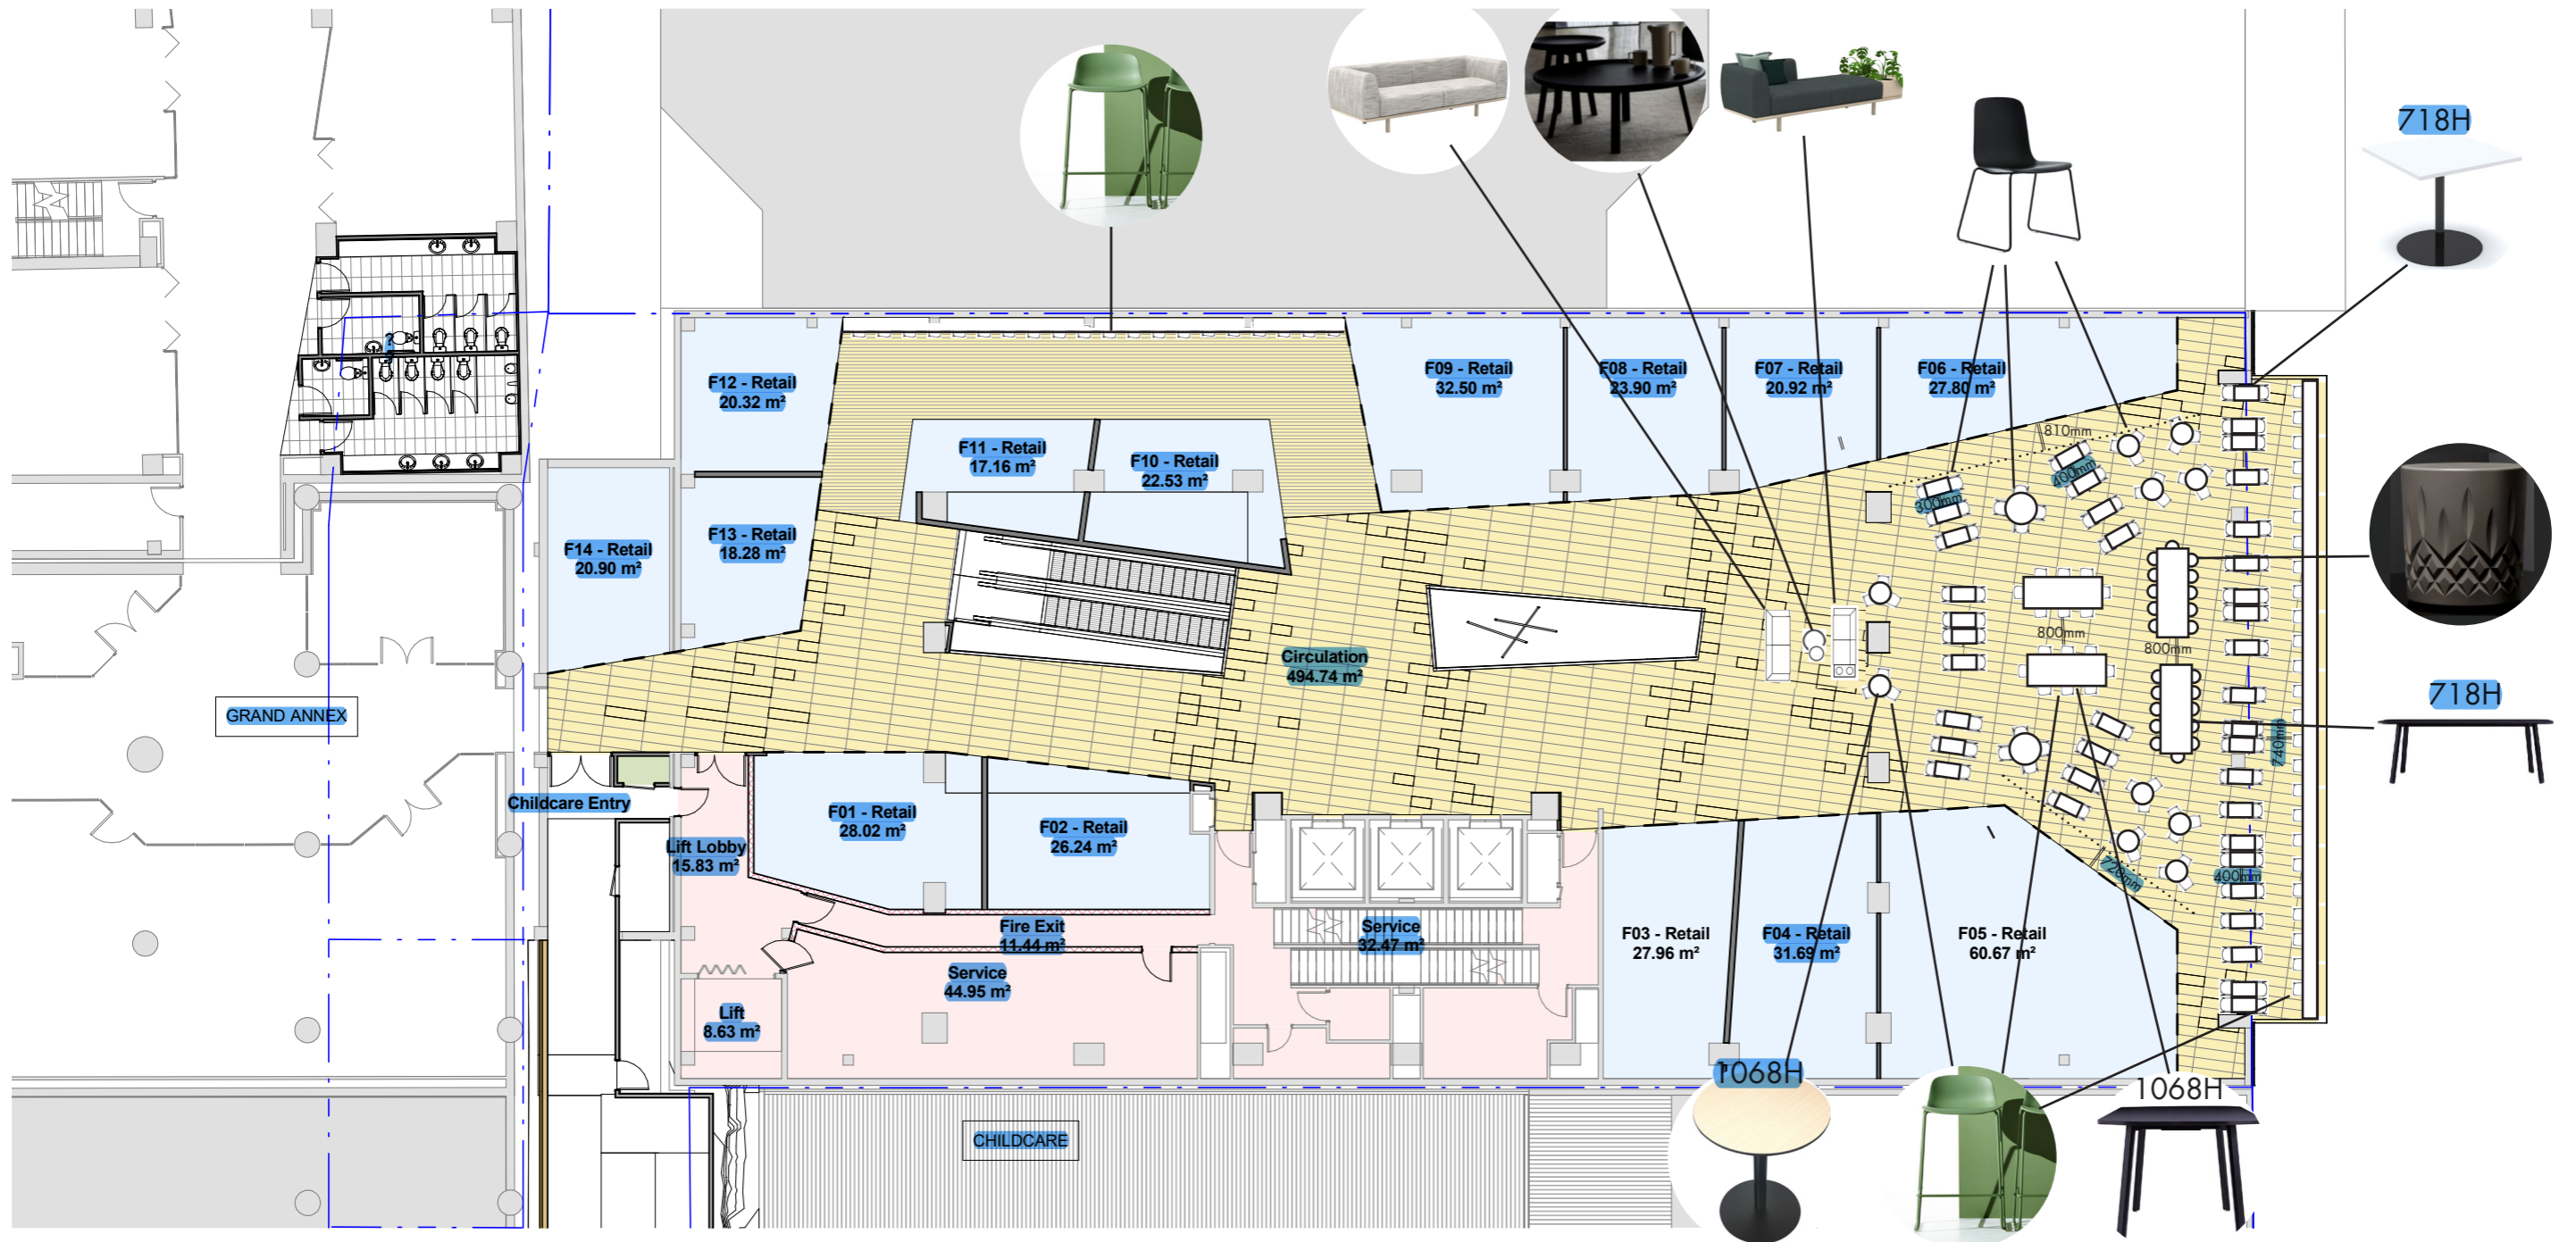 718H
?
F12 - Retail
20.32 m²
F09 - Retail
32.50 m²
F08 - Retail
23.90 m²
F07 - Retail
20.92 m²
F06 - Retail
27.80 m²
F11 - Retail
17.16 m²
F10 - Retail
22.53 m²
810mm
400mm
300mm
F14 - Retail
20.90 m²
F13 - Retail
18.28 m²
800mm
800mm
Circulation
494.74 m²
GRAND ANNEX
718H
740mm
Childcare Entry
F01 - Retail
28.02 m²
F02 - Retail
26.24 m²
Lift Lobby
15.83 m²
720mm
400mm
Fire Exit
11.44 m²
Service
32.47 m²
F03 - Retail
27.96 m²
F04 - Retail
31.69 m²
F05 - Retail
60.67 m²
Service
44.95 m²
Lift
8.63 m²
1068H
1068H
CHILDCARE